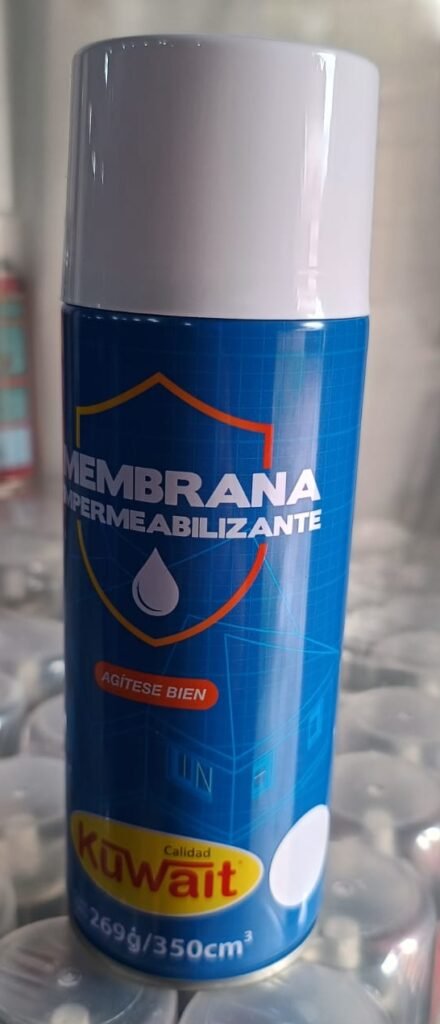 MEMBRANA
IMPERMEABILIZANTE
AGÍTESE BIEN
Calidad
Kuwait
269g/350cm³